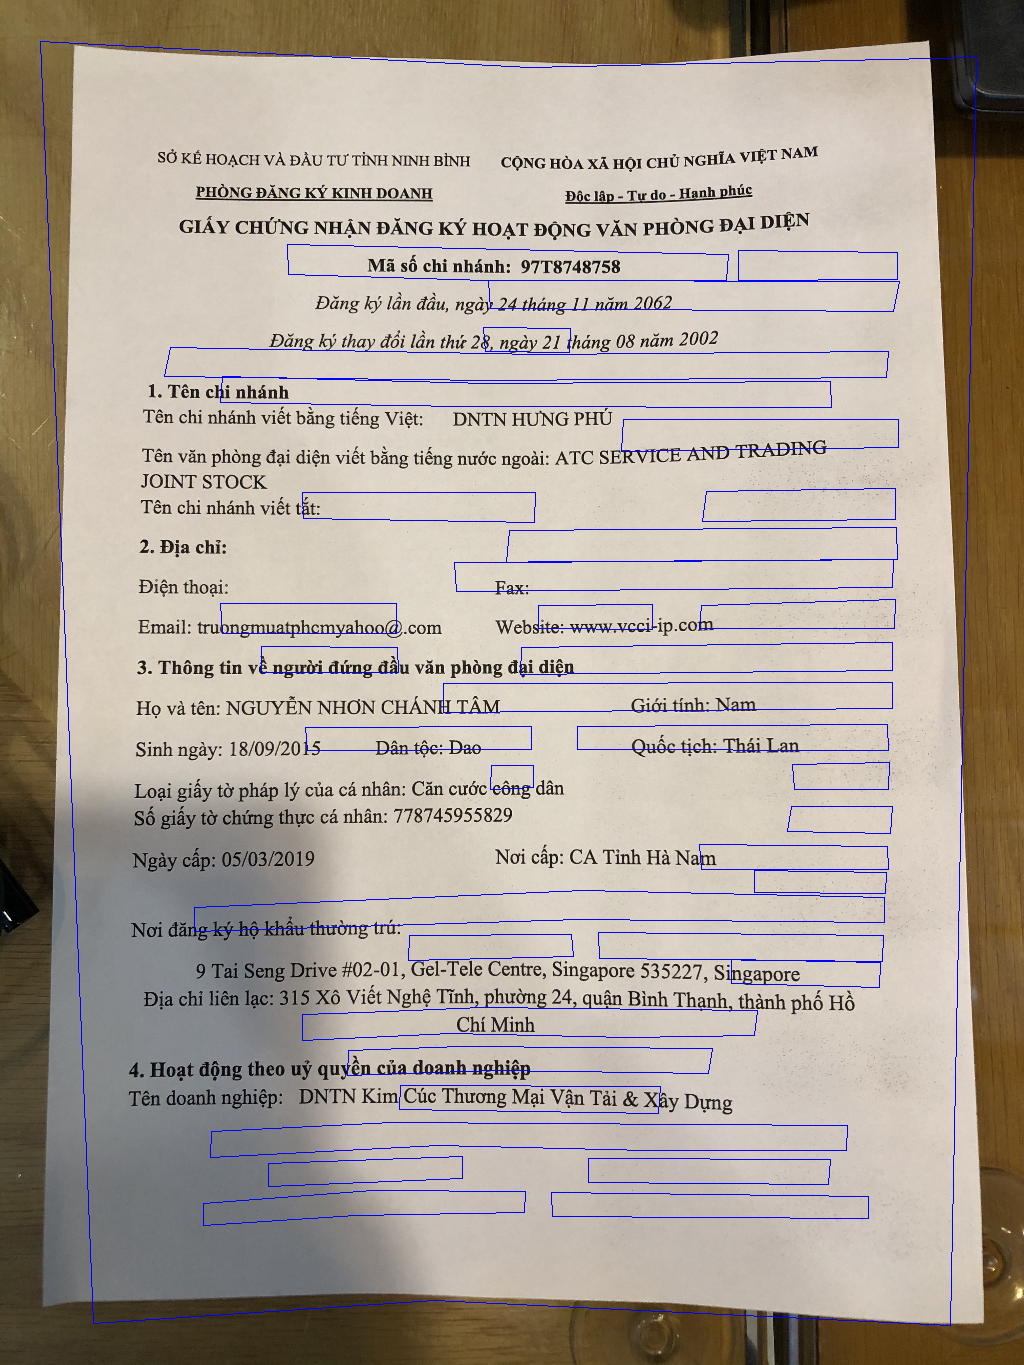 SỞ KẾ HOẠCH VÀ ĐẦU TƯ TỈNH NINH BÌNH
CỘNG HÒA XÃ HỘI CHỦ NGHĨA VIỆT NAM
PHÒNG ĐĂNG KÝ KINH DOANH
Độc lập - Tự do - Hạnh phúc
GIẤY CHỨNG NHẬN ĐĂNG KÝ HOẠT ĐỘNG VĂN PHÒNG ĐẠI DIỆN
Mã số chi nhánh: 97T8748758
Đăng ký lần đầu, ngày 24 tháng 11 năm 2062
Đăng ký thay đổi lần thứ 28, ngày 21 tháng 08 năm 2002
1. Tên chi nhánh
Tên chi nhánh viết bằng tiếng Việt: DNTN HƯNG PHÚ
Tên văn phòng đại diện viết bằng tiếng nước ngoài: ATC SERVICE AND TRADING
JOINT STOCK
Tên chi nhánh viết tắt:
2. Địa chỉ:
Điện thoại: Fax:
Email: truongmuatphcmyahoo@.com Website: www.vcci-ip.com
3. Thông tin về người đứng đầu văn phòng đại diện
Họ và tên: NGUYỄN NHƠN CHÁNH TÂM Giới tính: Nam
Sinh ngày: 18/09/2015 Dân tộc: Dao Quốc tịch: Thái Lan
Loại giấy tờ pháp lý của cá nhân: Căn cước công dân
Số giấy tờ chứng thực cá nhân: 778745955829
Ngày cấp: 05/03/2019 Nơi cấp: CA Tỉnh Hà Nam
Nơi đăng ký hộ khẩu thường trú:
9 Tai Seng Drive #02-01, Gel-Tele Centre, Singapore 535227, Singapore
Địa chỉ liên lạc: 315 Xô Viết Nghệ Tĩnh, phường 24, quận Bình Thạnh, thành phố Hồ
Chí Minh
4. Hoạt động theo uỷ quyền của doanh nghiệp
Tên doanh nghiệp: DNTN Kim Cúc Thương Mại Vận Tải & Xây Dựng